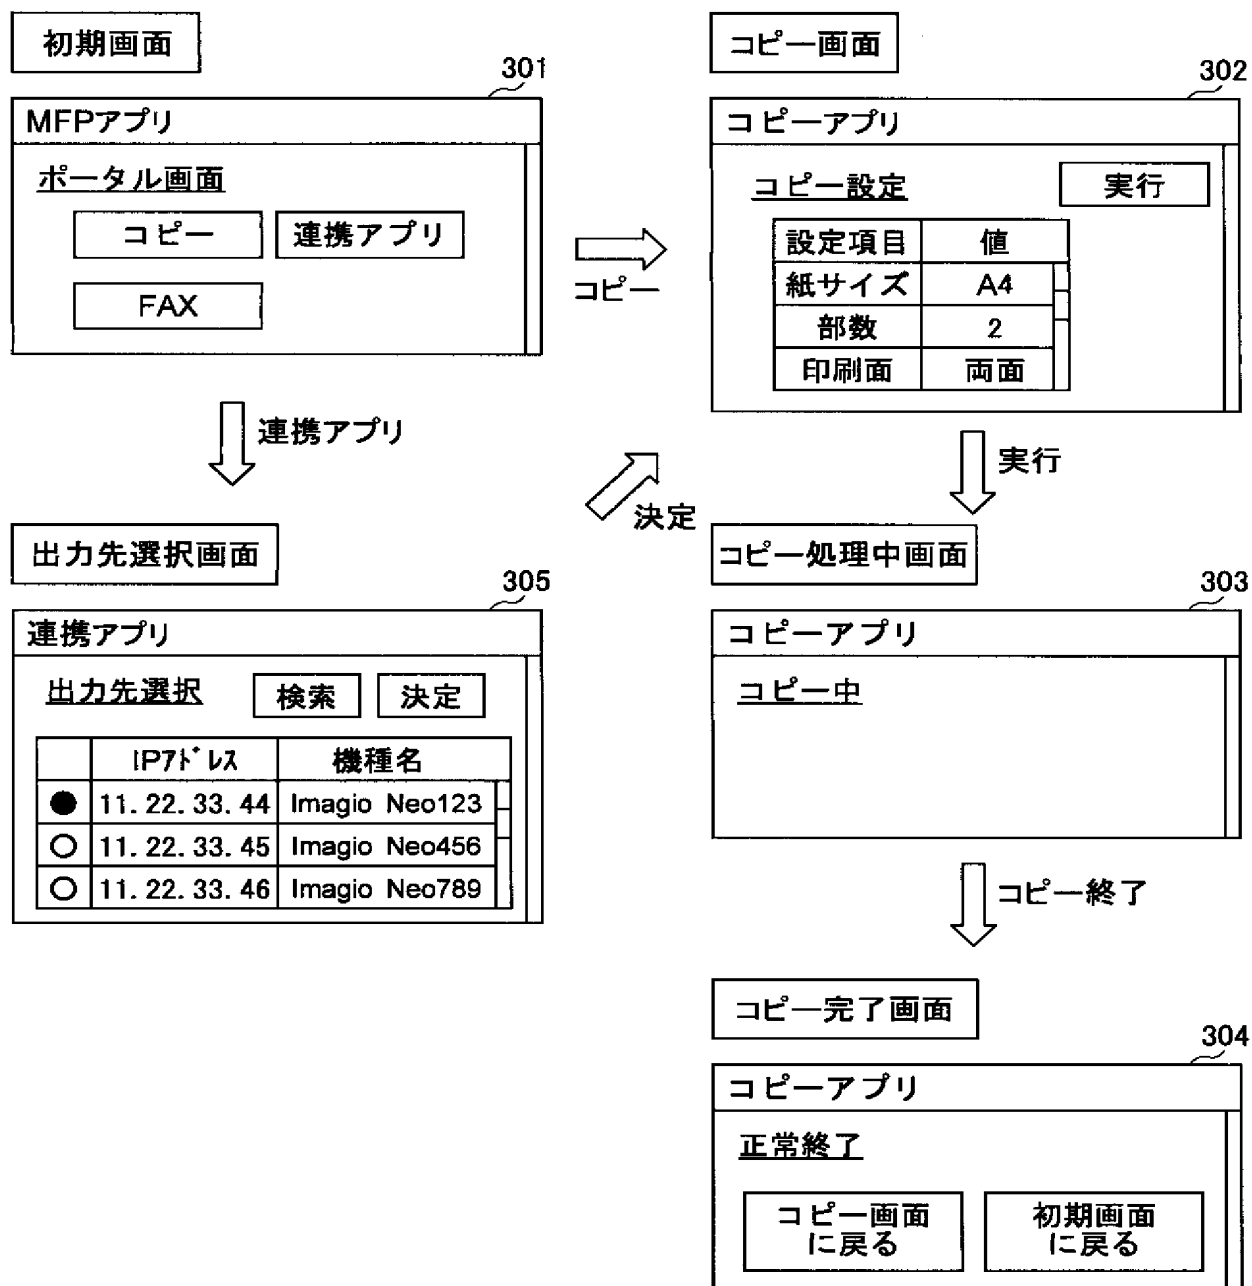 初期画面
301
MFPアプリ
ポータル画面
コピー 連携アプリ
FAX
コピー
連携アプリ
コピー画面
302
コピーアプリ
コピー設定 実行
設定項目 値
紙サイズ A4
部数 2
印刷面 両面
実行
決定
出力先選択画面
305
連携アプリ
出力先選択 検索 決定
IPアドレス 機種名
11.22.33.44 Imagio Neo123
11.22.33.45 Imagio Neo456
11.22.33.46 Imagio Neo789
コピー処理中画面
303
コピーアプリ
コピー中
コピー終了
コピー完了画面
304
コピーアプリ
正常終了
コピー画面
に戻る
初期画面
に戻る